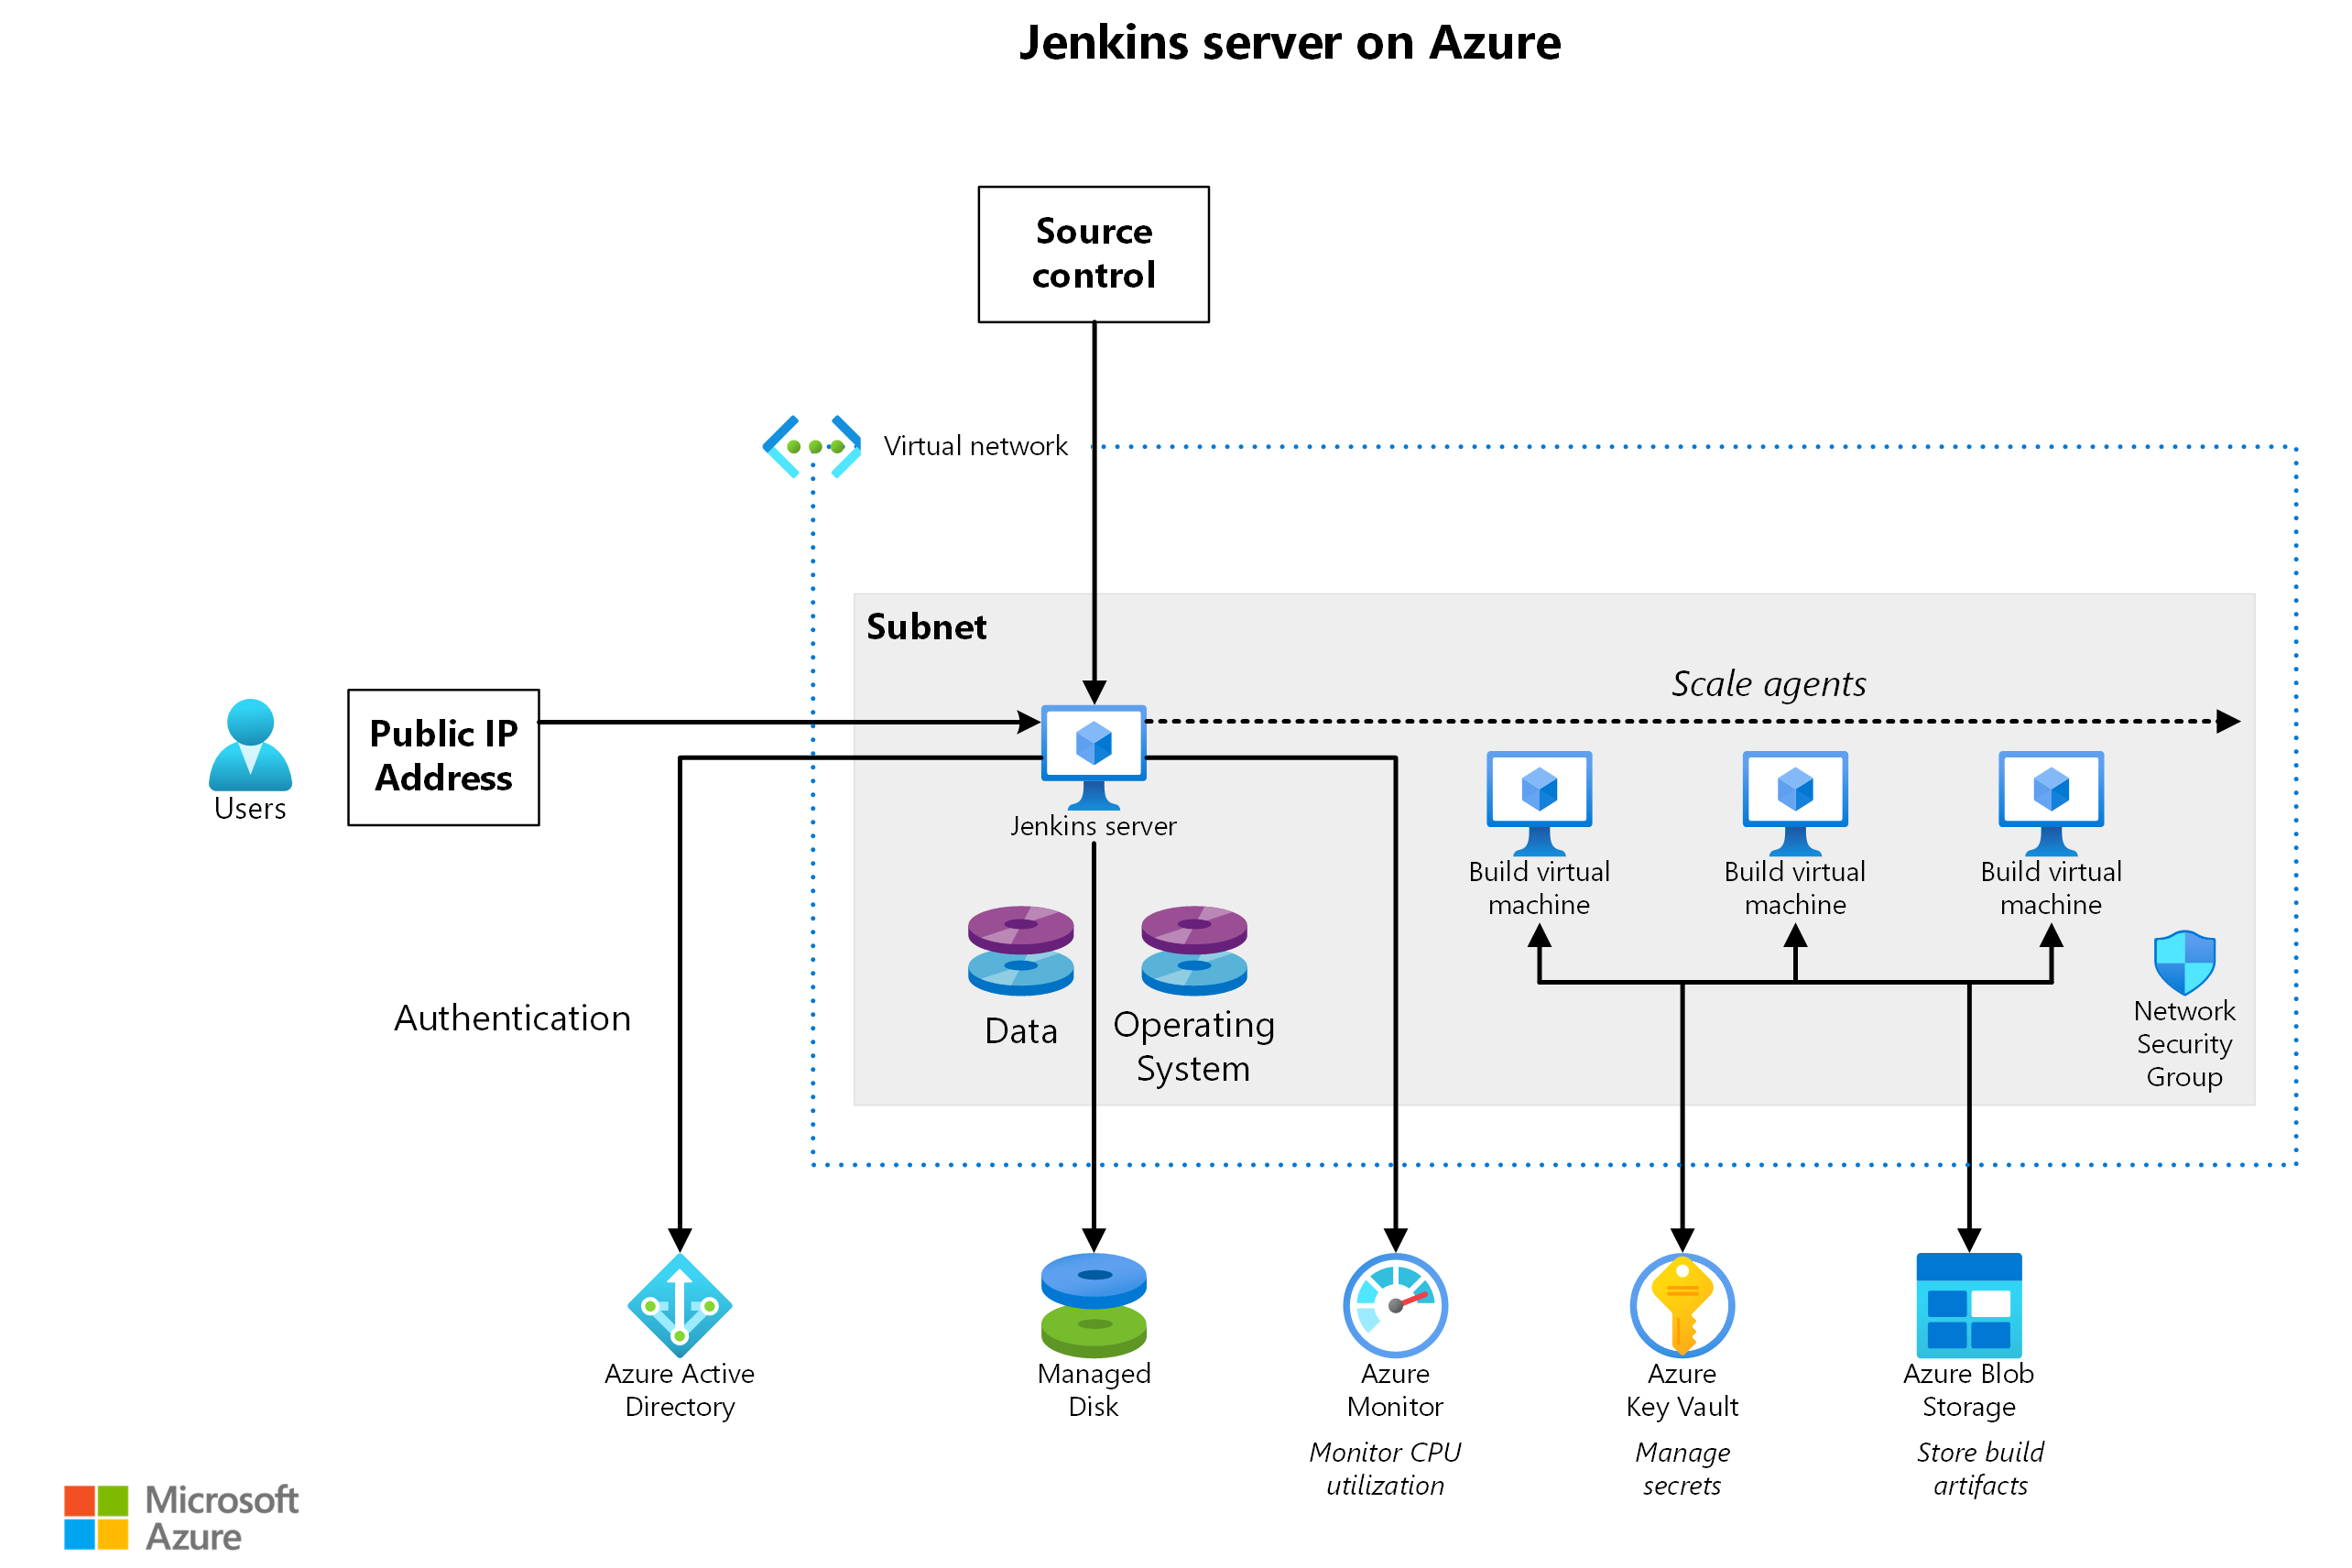 Jenkins server on Azure
Source
control
Virtual network
Subnet
Scale agents
Public IP
Address
Users
Jenkins server
Build virtual
machine
Build virtual
machine
Build virtual
machine
Data
Operating
System
Network
Security
Group
Authentication
Azure Active
Directory
Managed
Disk
Azure
Monitor
Monitor CPU
utilization
Azure
Key Vault
Manage
secrets
Azure Blob
Storage
Store build
artifacts
Microsoft
Azure